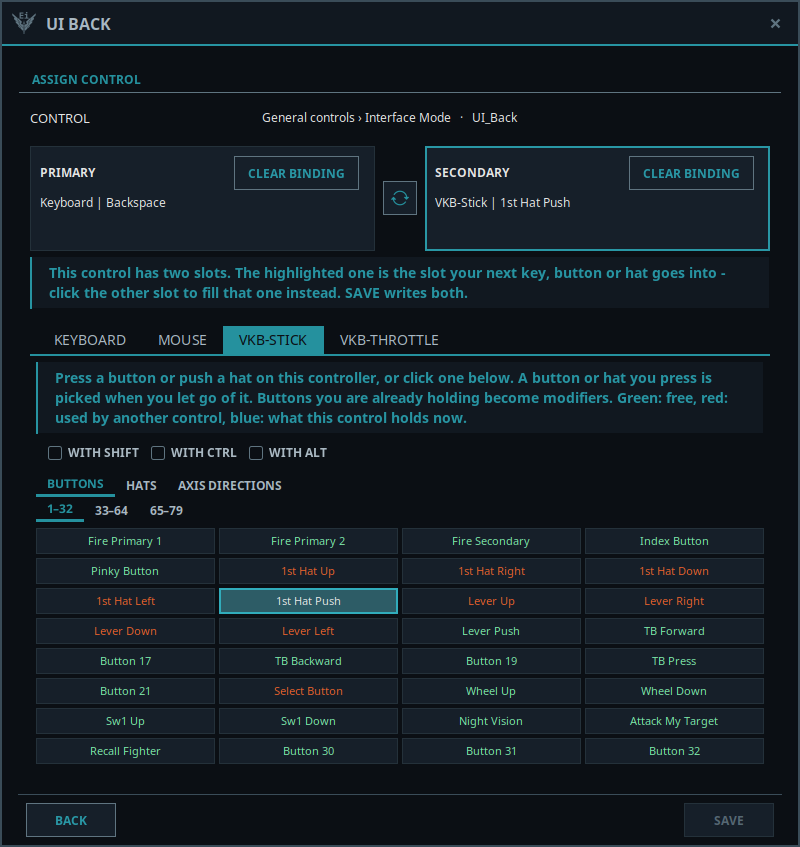 UI BACK
×
ASSIGN CONTROL
CONTROL
General controls › Interface Mode · UI_Back
PRIMARY
CLEAR BINDING
Keyboard | Backspace
SECONDARY
CLEAR BINDING
VKB-Stick | 1st Hat Push
This control has two slots. The highlighted one is the slot your next key, button or hat goes into -
click the other slot to fill that one instead. SAVE writes both.
KEYBOARD MOUSE VKB-STICK VKB-THROTTLE
Press a button or push a hat on this controller, or click one below. A button or hat you press is
picked when you let go of it. Buttons you are already holding become modifiers. Green: free, red:
used by another control, blue: what this control holds now.
WITH SHIFT WITH CTRL WITH ALT
BUTTONS HATS AXIS DIRECTIONS
1–32 33–64 65–79
Fire Primary 1 Fire Primary 2 Fire Secondary Index Button
Pinky Button 1st Hat Up 1st Hat Right 1st Hat Down
1st Hat Left 1st Hat Push Lever Up Lever Right
Lever Down Lever Left Lever Push TB Forward
Button 17 TB Backward Button 19 TB Press
Button 21 Select Button Wheel Up Wheel Down
Sw1 Up Sw1 Down Night Vision Attack My Target
Recall Fighter Button 30 Button 31 Button 32
BACK SAVE